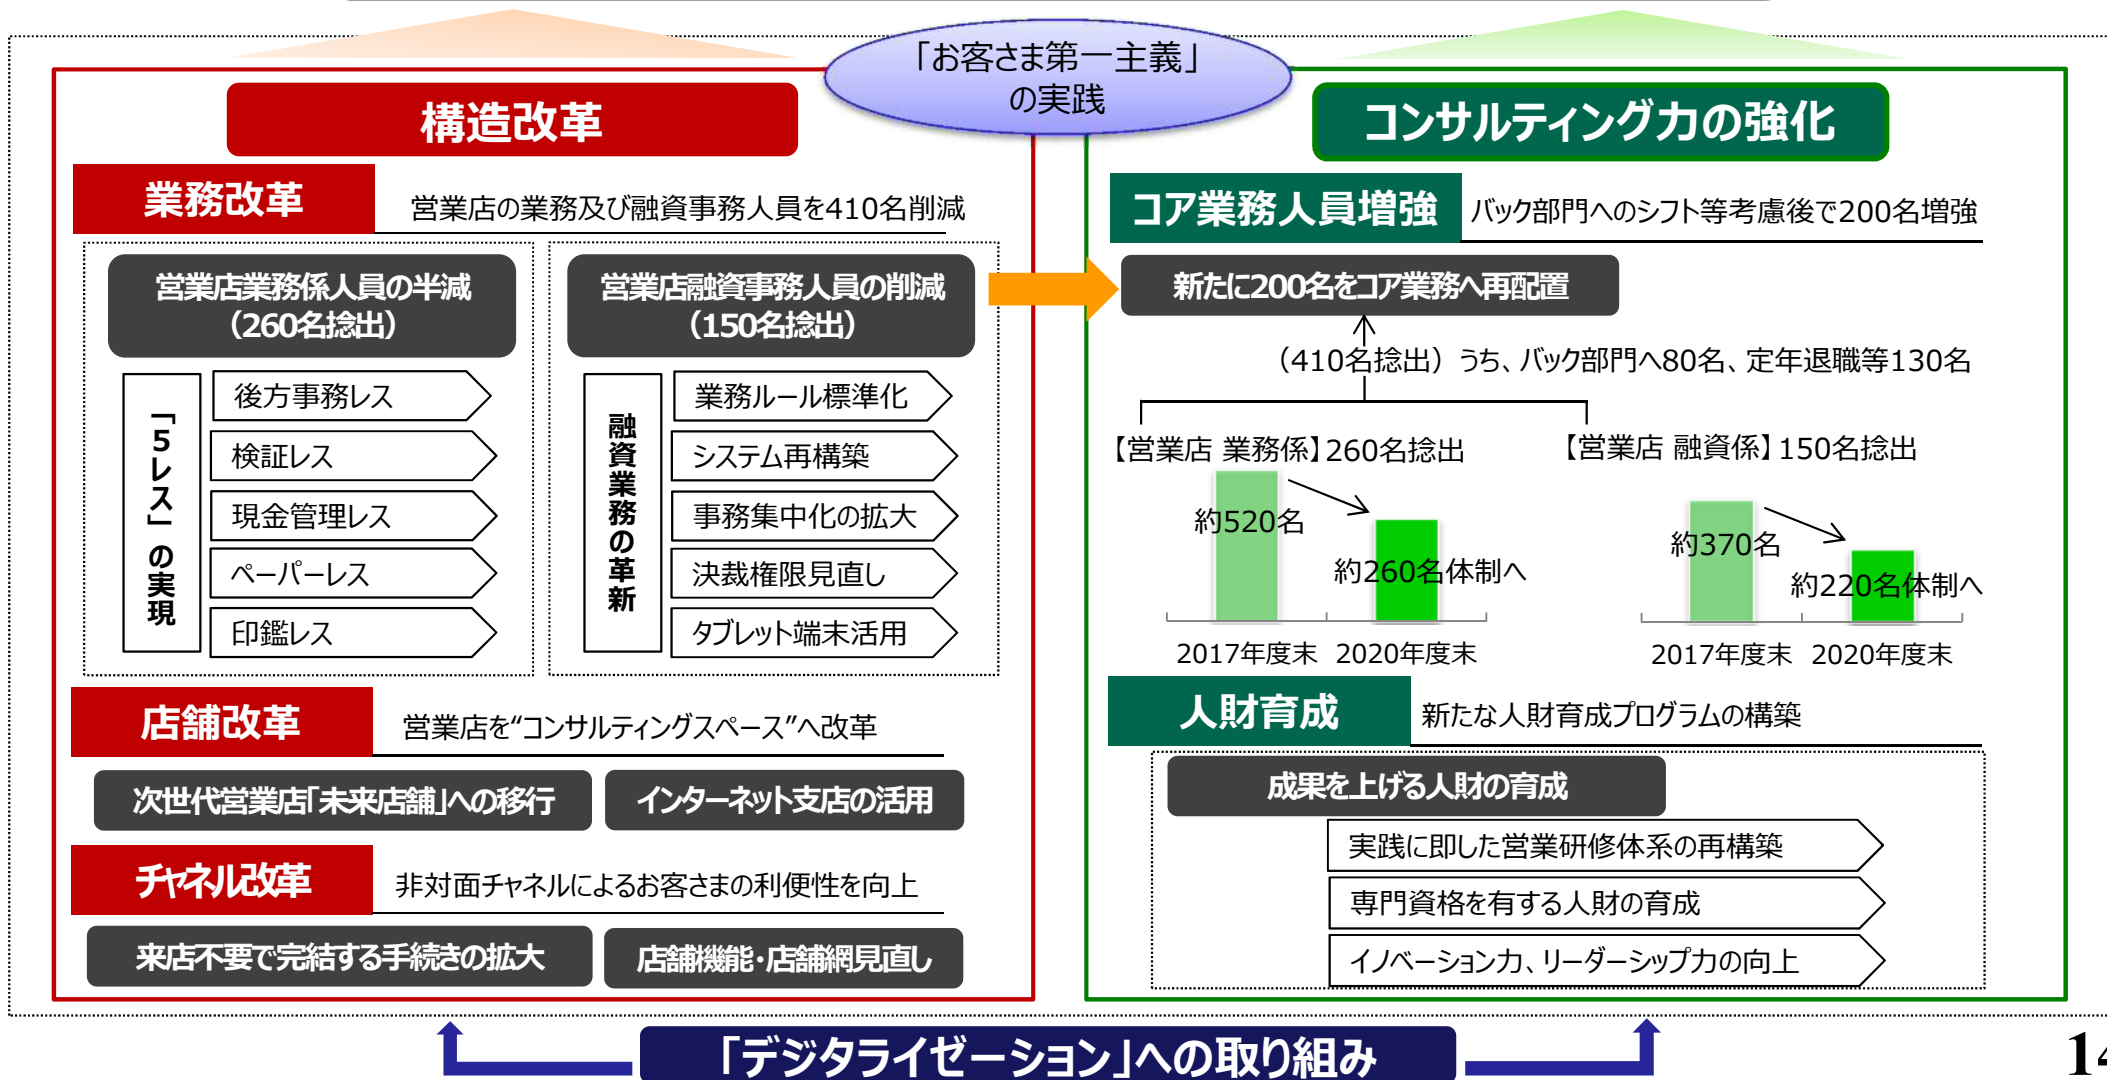 「お客さま第一主義」
の実践
構造改革
業務改革
営業店の業務及び融資事務人員を410名削減
営業店業務係人員の半減
（260名捻出）
「5レス」の実現
後方事務レス
検証レス
現金管理レス
ペーパーレス
印鑑レス
営業店融資事務人員の削減
（150名捻出）
融資業務の革新
業務ルール標準化
システム再構築
事務集中化の拡大
決裁権限見直し
タブレット端末活用
店舗改革
営業店を“コンサルティングスペース”へ改革
次世代営業店「未来店舗」への移行
インターネット支店の活用
チャネル改革
非対面チャネルによるお客さまの利便性を向上
来店不要で完結する手続きの拡大
店舗機能・店舗網見直し
コンサルティング力の強化
コア業務人員増強
バック部門へのシフト等考慮後で200名増強
新たに200名をコア業務へ再配置
（410名捻出）うち、バック部門へ80名、定年退職等130名
【営業店 業務係】260名捻出
約520名
約260名体制へ
2017年度末 2020年度末
【営業店 融資係】150名捻出
約370名
約220名体制へ
2017年度末 2020年度末
人財育成
新たな人財育成プログラムの構築
成果を上げる人財の育成
実践に即した営業研修体系の再構築
専門資格を有する人財の育成
イノベーション力、リーダーシップ力の向上
「デジタライゼーション」への取り組み
14